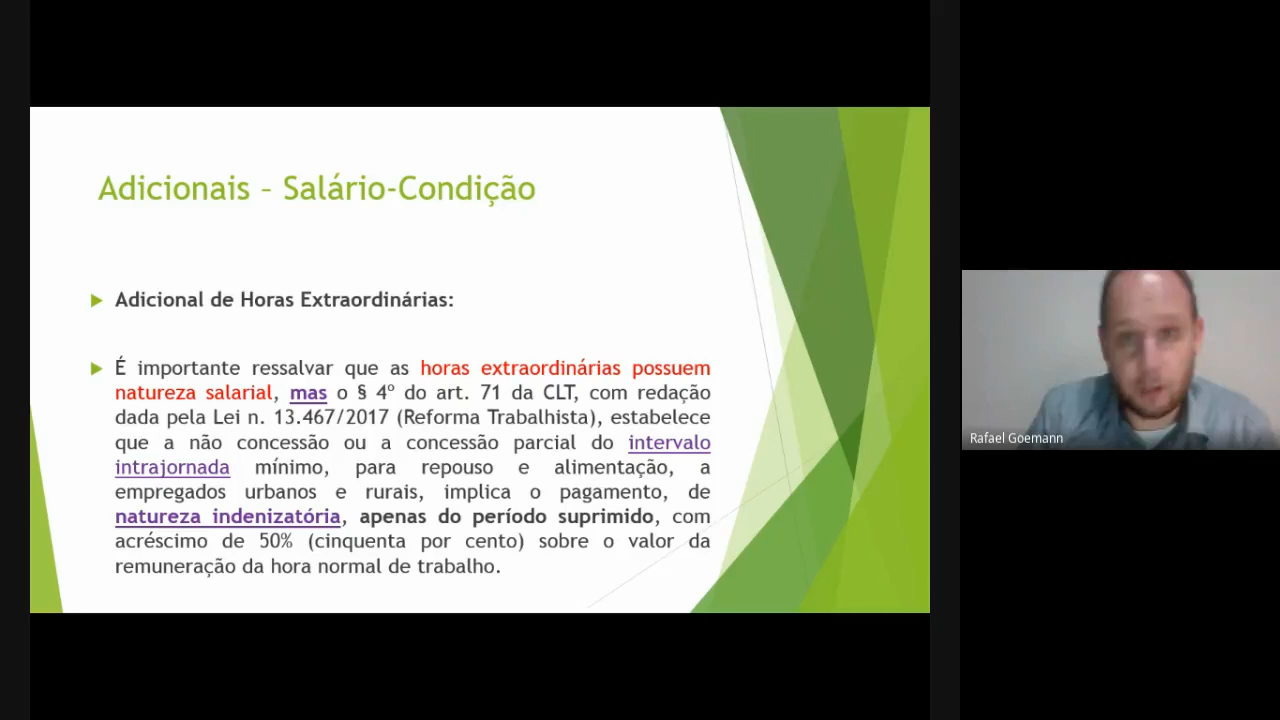 Adicionais – Salário-Condição
Adicional de Horas Extraordinárias:
É importante ressalvar que as horas extraordinárias possuem
natureza salarial, mas o § 4º do art. 71 da CLT, com redação
dada pela Lei n. 13.467/2017 (Reforma Trabalhista), estabelece
que a não concessão ou a concessão parcial do intervalo
intrajornada mínimo, para repouso e alimentação, a
empregados urbanos e rurais, implica o pagamento, de
natureza indenizatória, apenas do período suprimido, com
acréscimo de 50% (cinquenta por cento) sobre o valor da
remuneração da hora normal de trabalho.
Rafael Goemann